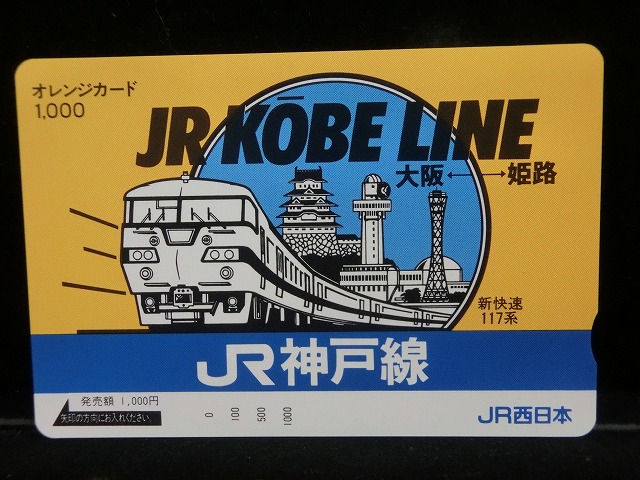 オレンジカード
1,000
JR KŌBE LINE
大阪 ←→ 姫路
新快速
117系
JR神戸線
発売額 1,000円
矢印の方向にお入れください
0 100 500 1000
JR西日本